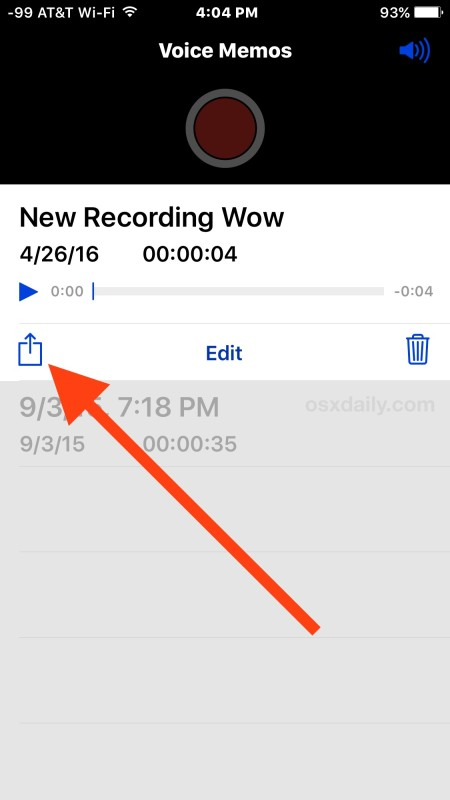 -99 AT&T Wi-Fi 4:04 PM 93%
Voice Memos
New Recording Wow
4/26/16 00:00:04
0:00 -0:04
Edit
7:18 PM osxdaily.com
9/3/15 00:00:35